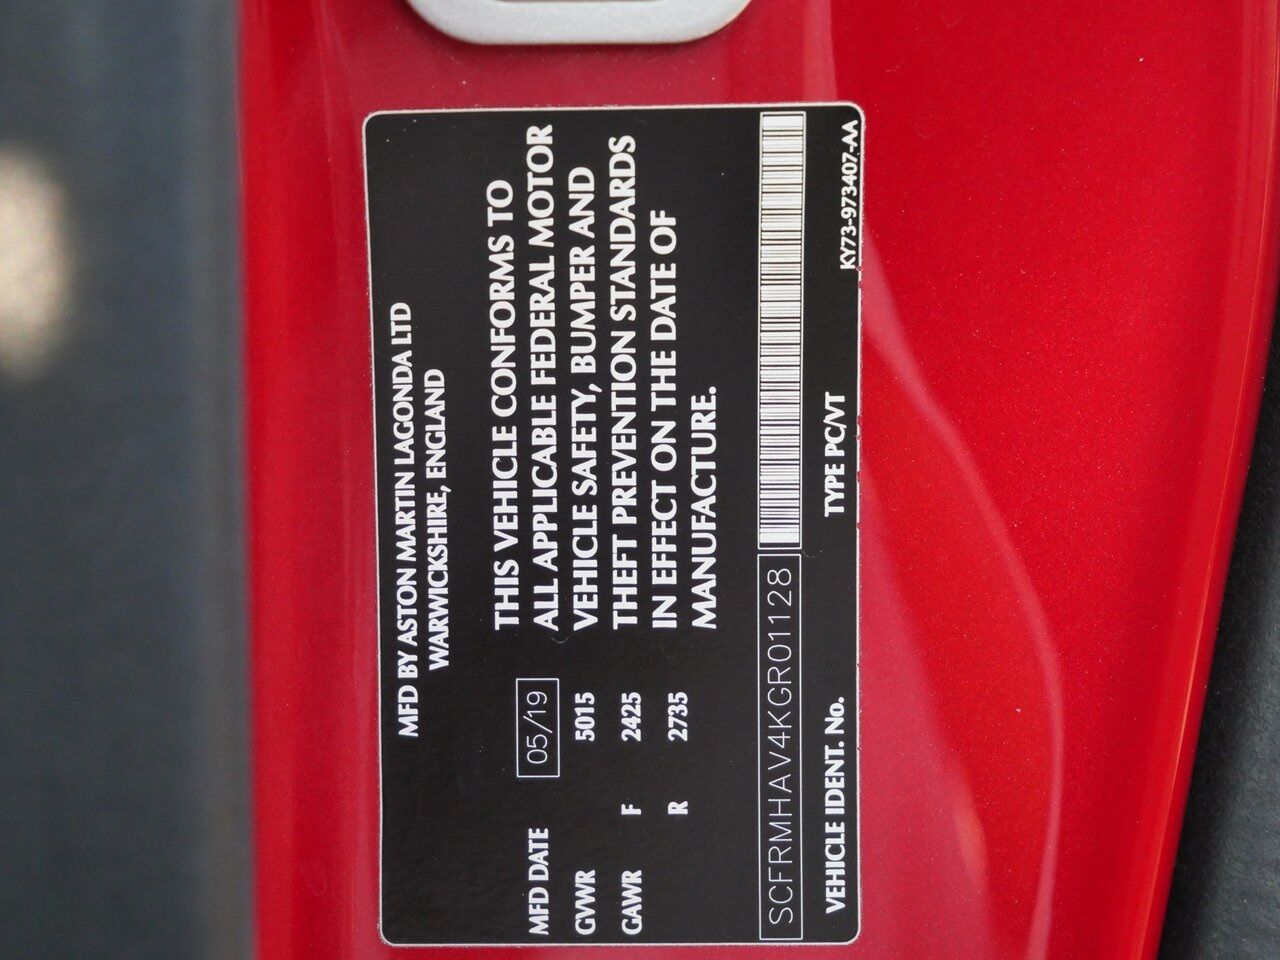 MFD BY ASTON MARTIN LAGONDA LTD
WARWICKSHIRE, ENGLAND
MFD DATE 05/19
GVWR 5015
GAWR F 2425
R 2735
THIS VEHICLE CONFORMS TO
ALL APPLICABLE FEDERAL MOTOR
VEHICLE SAFETY, BUMPER AND
THEFT PREVENTION STANDARDS
IN EFFECT ON THE DATE OF
MANUFACTURE.
SCFRMHAV4KGR01128
VEHICLE IDENT. No. TYPE PC/VT KY73-973407-AA